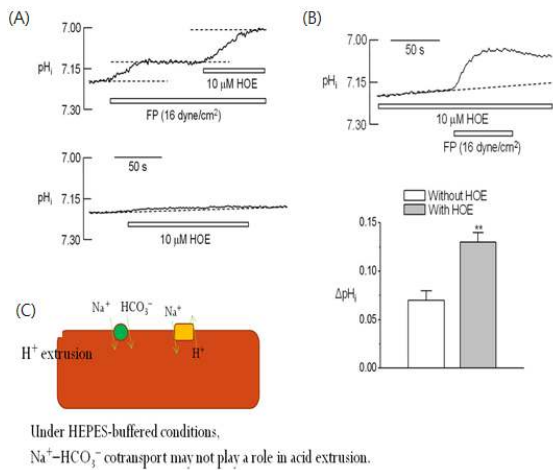 (A)
7.00
7.15
7.30
pHi
10 μM HOE
FP (16 dyne/cm²)
7.00
7.15
7.30
pHi
50 s
10 μM HOE
(B)
7.00
7.15
7.30
pHi
50 s
10 μM HOE
FP (16 dyne/cm²)
Without HOE
With HOE
**
0.15
0.10
0.05
0.00
ΔpHi
(C)
Na⁺ HCO₃⁻ Na⁺
H⁺ extrusion
H⁺
Under HEPES-buffered conditions,
Na⁺–HCO₃⁻ cotransport may not play a role in acid extrusion.